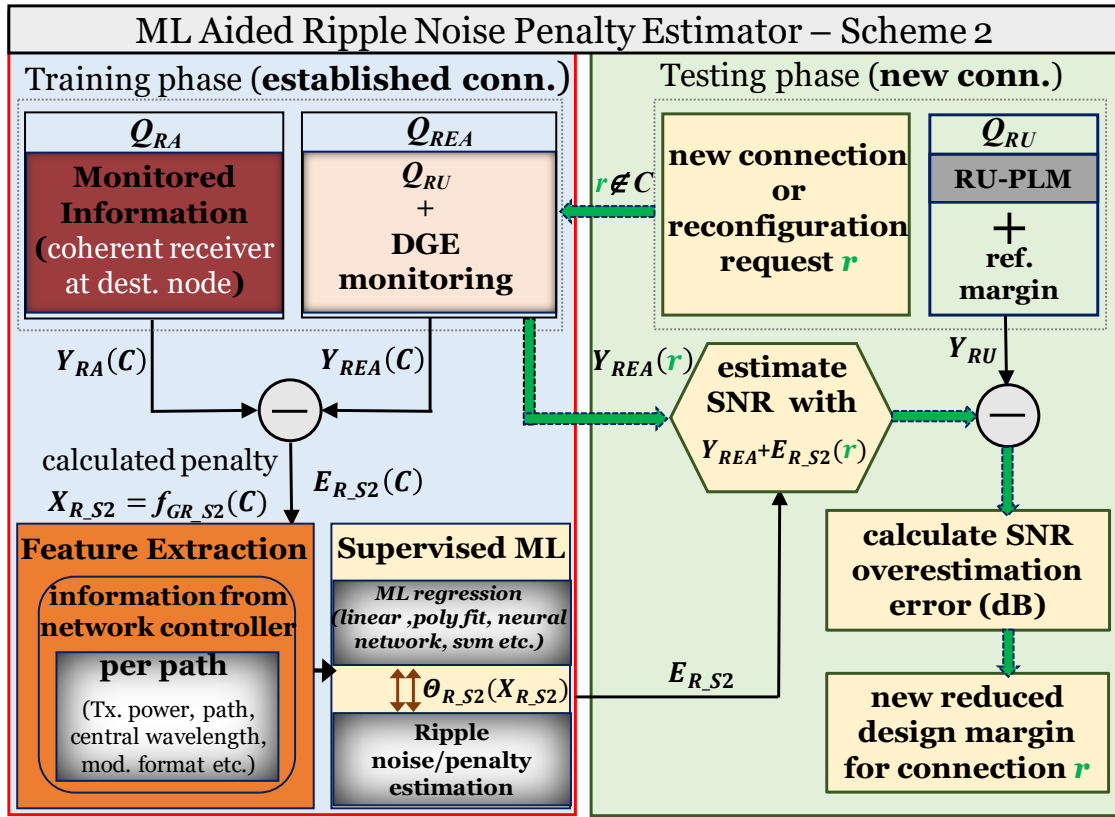 ML Aided Ripple Noise Penalty Estimator – Scheme 2
Training phase (established conn.)
Q_RA
Monitored
Information
(coherent receiver
at dest. node)
Q_REA
Q_RU
+
DGE
monitoring
Y_RA(C)
Y_REA(C)
—
calculated penalty
X_R_S2 = f_GR_S2(C)
E_R_S2(C)
Feature Extraction
information from
network controller
per path
(Tx. power, path,
central wavelength,
mod. format etc.)
Supervised ML
ML regression
(linear ,poly fit, neural
network, svm etc.)
Θ_R_S2(X_R_S2)
Ripple
noise/penalty
estimation
Testing phase (new conn.)
r∉C
new connection
or
reconfiguration
request r
Q_RU
RU-PLM
+
ref.
margin
Y_RU
Y_REA(r)
estimate
SNR with
Y_REA+E_R_S2(r)
—
E_R_S2
calculate SNR
overestimation
error (dB)
new reduced
design margin
for connection r